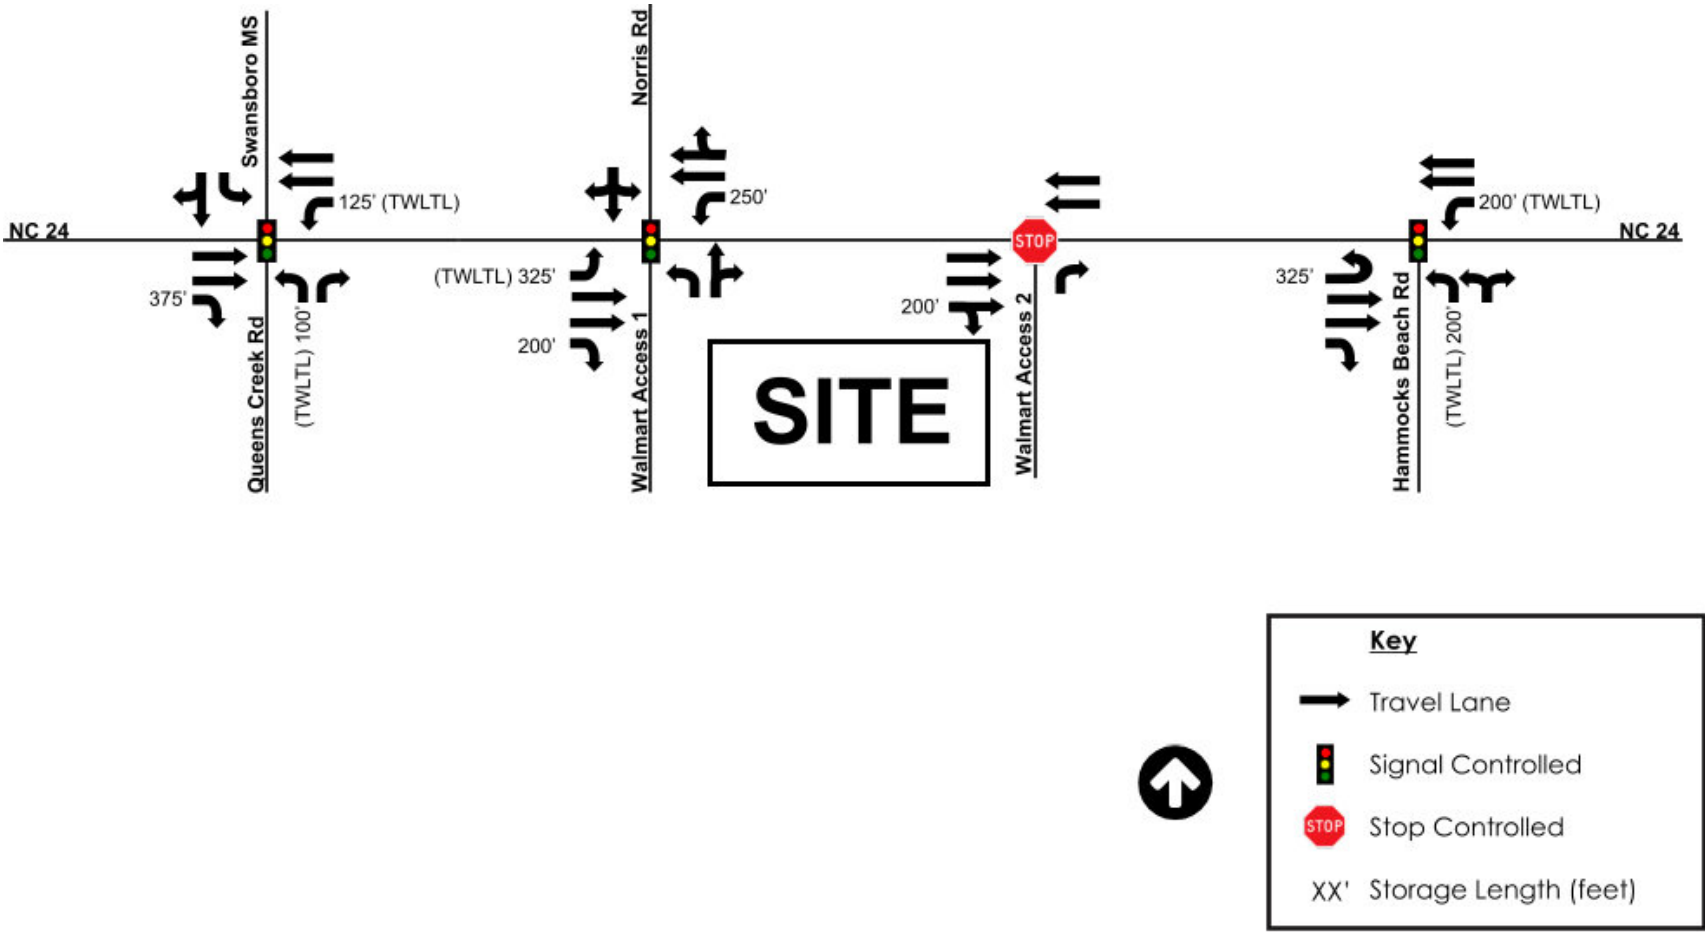 Swansboro MS
Norris Rd
125' (TWLTL)
250'
200' (TWLTL)
NC 24
STOP
NC 24
(TWLTL) 325'
325'
375'
200'
200'
(TWLTL) 100'
(TWLTL) 200'
Queens Creek Rd
Walmart Access 1
SITE
Walmart Access 2
Hammocks Beach Rd
Key
Travel Lane
Signal Controlled
STOP Stop Controlled
XX' Storage Length (feet)